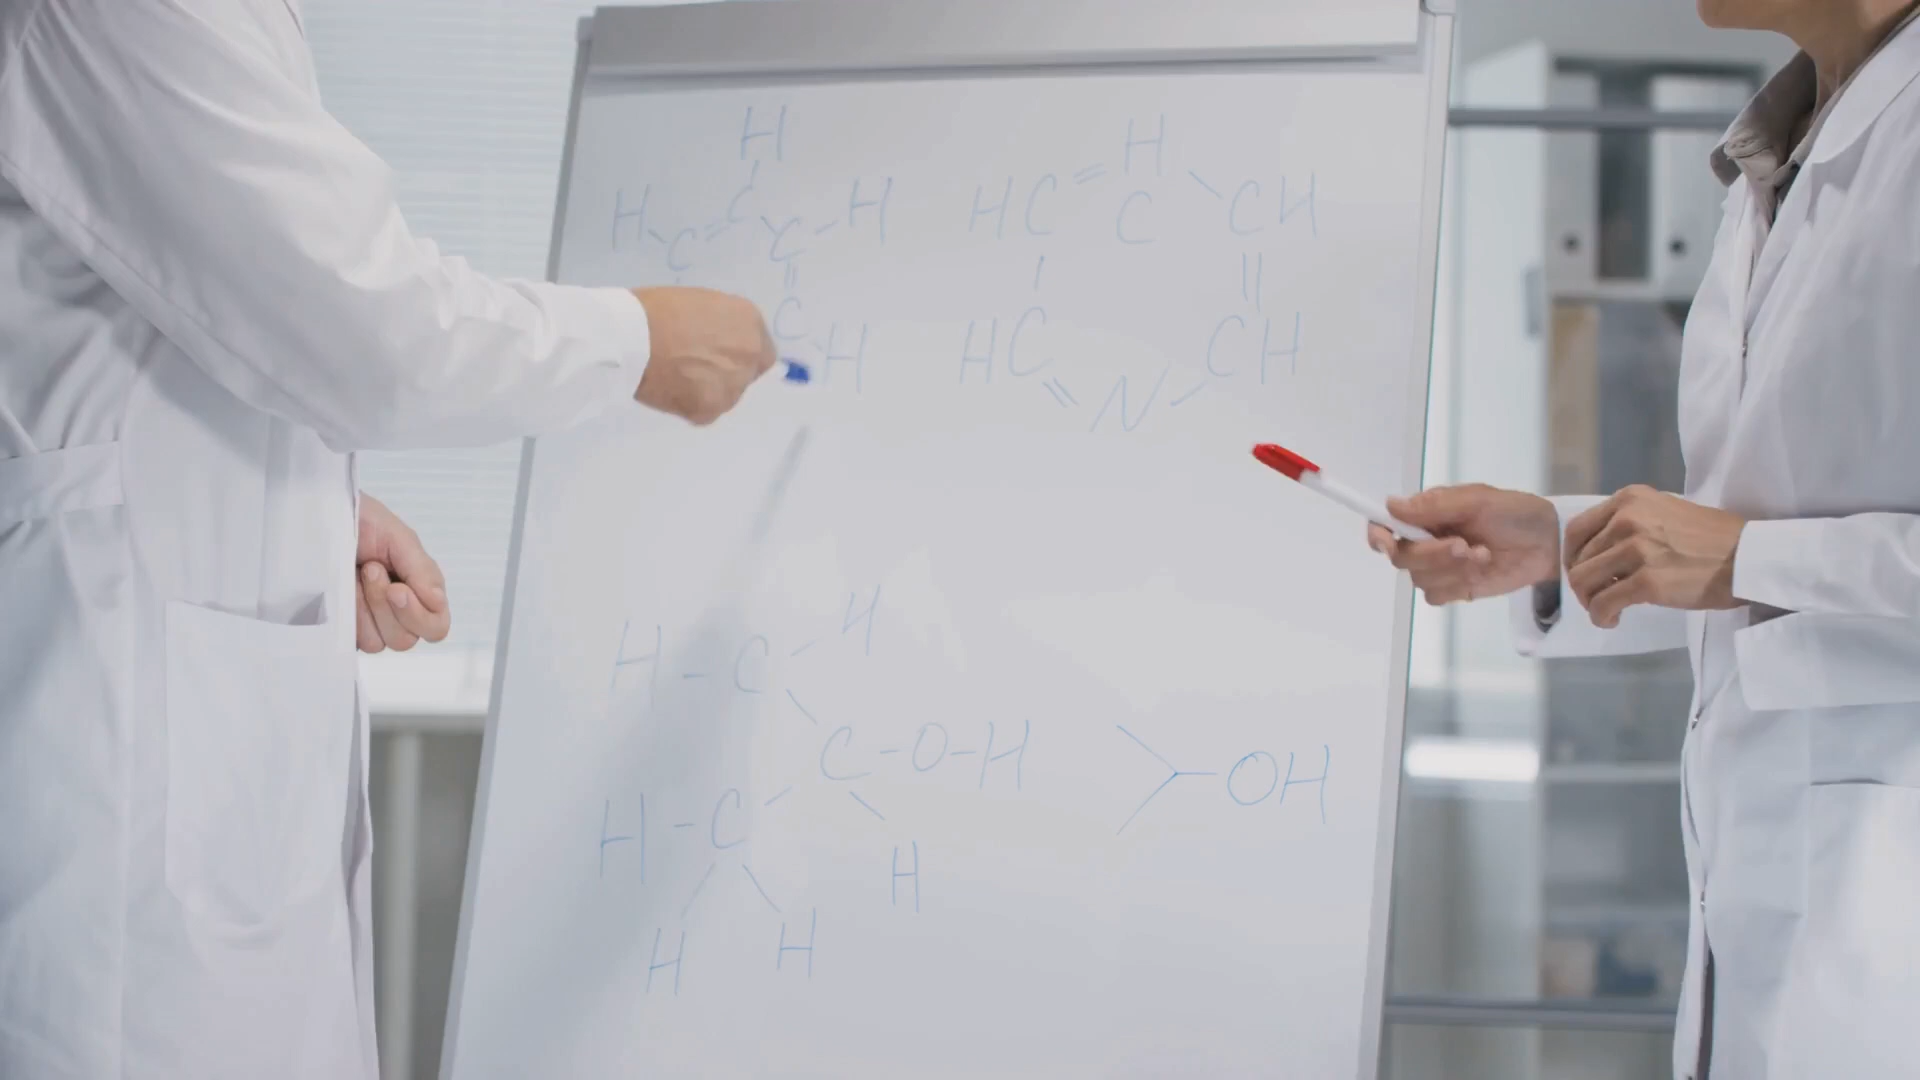 H
H C C C H
C H
HC = C H \ CH
HC CH
N
H - C - H
C - O - H
H - C
H
H H
OH